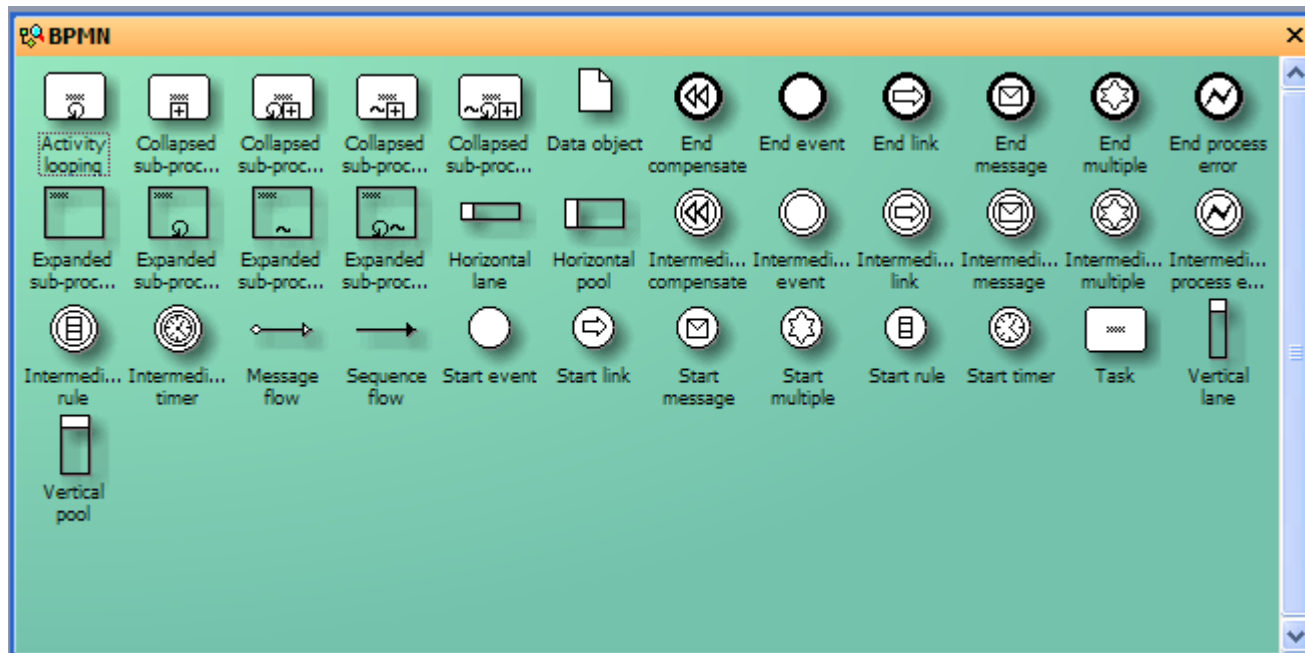 BPMN
Activity Collapsed Collapsed Collapsed Collapsed Data object End End event End link End End End process
looping sub-proc... sub-proc... sub-proc... sub-proc... compensate message multiple error
Expanded Expanded Expanded Expanded Horizontal Horizontal Intermedi... Intermedi... Intermedi... Intermedi... Intermedi... Intermedi...
sub-proc... sub-proc... sub-proc... sub-proc... lane pool compensate event link message multiple process e...
Intermedi... Intermedi... Message Sequence Start event Start link Start Start Start rule Start timer Task Vertical
rule timer flow flow message multiple lane
Vertical
pool